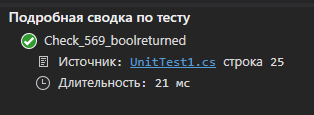 Подробная сводка по тесту
Check_569_boolreturned
Источник: UnitTest1.cs строка 25
Длительность: 21 мс